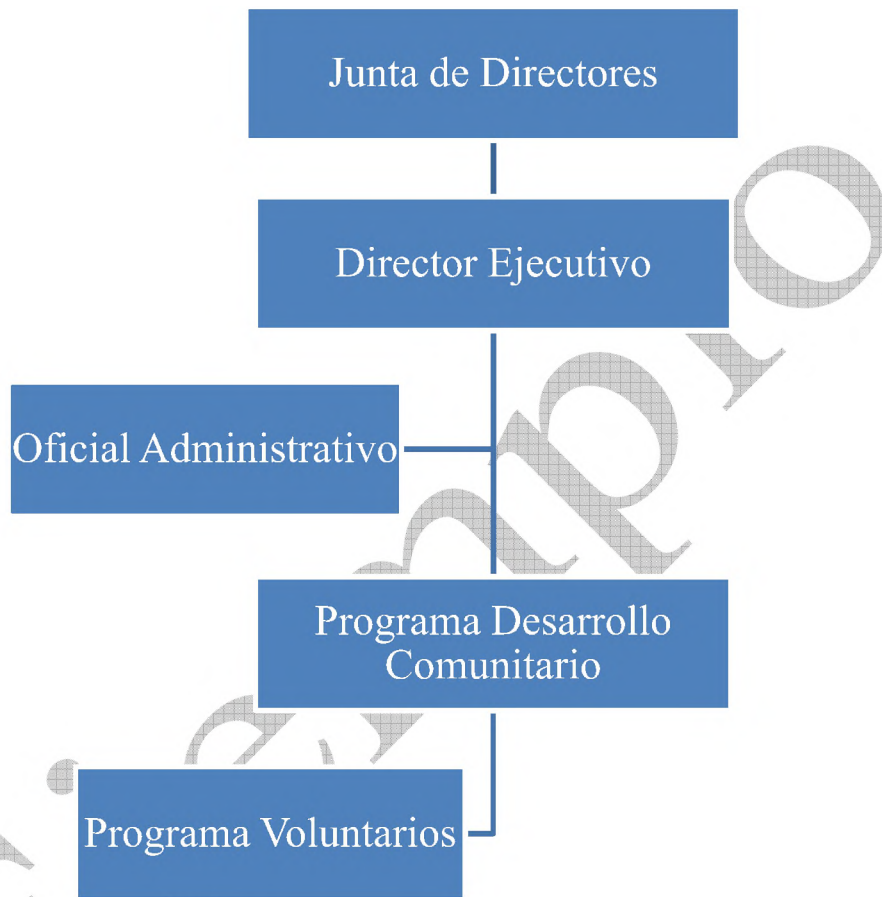 Junta de Directores
Director Ejecutivo
Oficial Administrativo
Programa Desarrollo
Comunitario
Programa Voluntarios